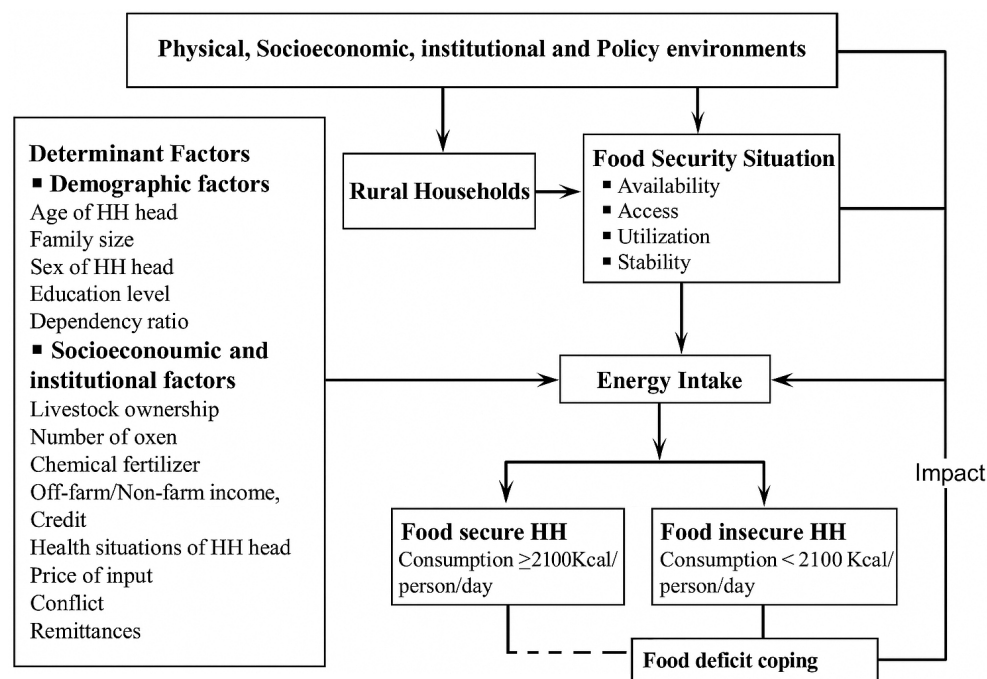 Physical, Socioeconomic, institutional and Policy environments
Determinant Factors
▪ Demographic factors
Age of HH head
Family size
Sex of HH head
Education level
Dependency ratio
▪ Socioeconoumic and
institutional factors
Livestock ownership
Number of oxen
Chemical fertilizer
Off-farm/Non-farm income,
Credit
Health situations of HH head
Price of input
Conflict
Remittances
Rural Households
Food Security Situation
▪ Availability
▪ Access
▪ Utilization
▪ Stability
Energy Intake
Impact
Food secure HH
Consumption ≥2100Kcal/
person/day
Food insecure HH
Consumption < 2100 Kcal/
person/day
Food deficit coping